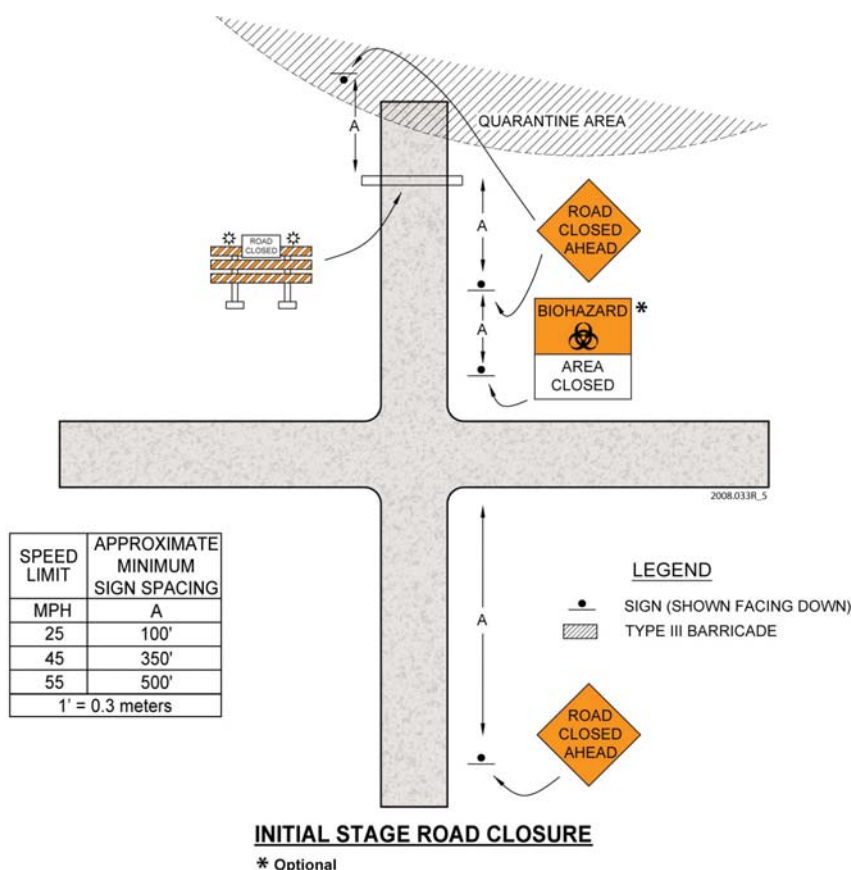 A
QUARANTINE AREA
ROAD
CLOSED
ROAD
CLOSED
AHEAD
A
BIOHAZARD *
A
AREA
CLOSED
2008.033R_5
SPEED
LIMIT
APPROXIMATE
MINIMUM
SIGN SPACING
MPH A
25 100'
45 350'
55 500'
1' = 0.3 meters
A
LEGEND
SIGN (SHOWN FACING DOWN)
TYPE III BARRICADE
ROAD
CLOSED
AHEAD
INITIAL STAGE ROAD CLOSURE
* Optional